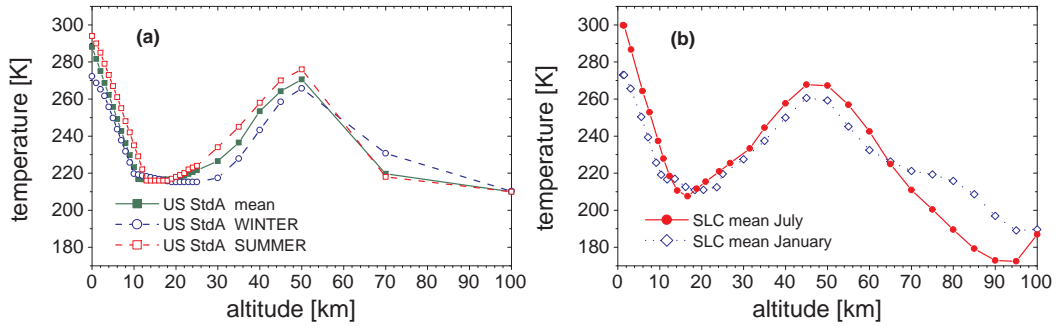 (a)
temperature [K]
300
280
260
240
220
200
180
US StdA mean
US StdA WINTER
US StdA SUMMER
0 10 20 30 40 50 60 70 80 90 100
altitude [km]
(b)
temperature [K]
300
280
260
240
220
200
180
SLC mean July
SLC mean January
0 10 20 30 40 50 60 70 80 90 100
altitude [km]